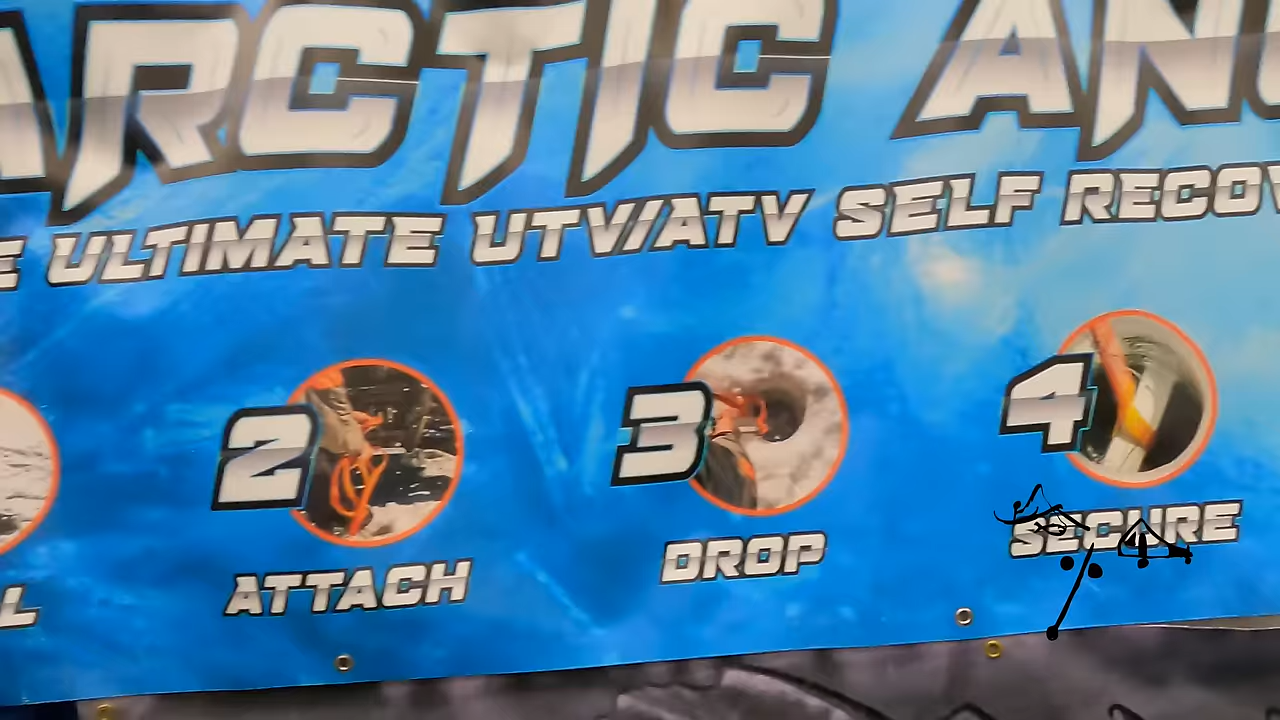 ARCTIC AN
E ULTIMATE UTV/ATV SELF RECOV
2
3
4
L
ATTACH
DROP
SECURE